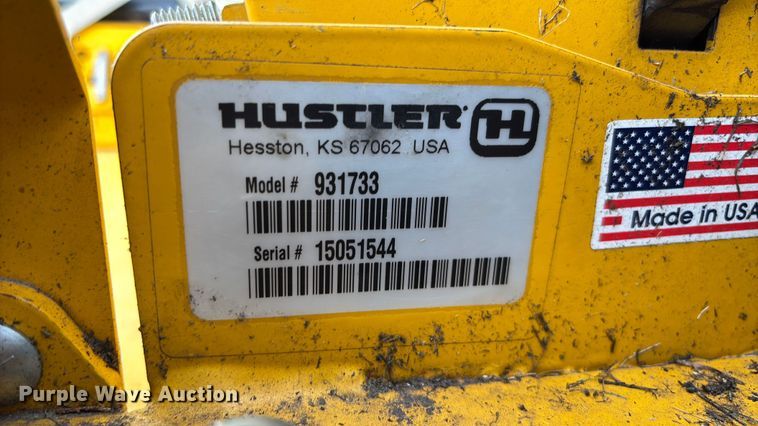 HUSTLER H
Hesston, KS 67062 USA
Model # 931733
Serial # 15051544
Made in USA
Purple Wave Auction